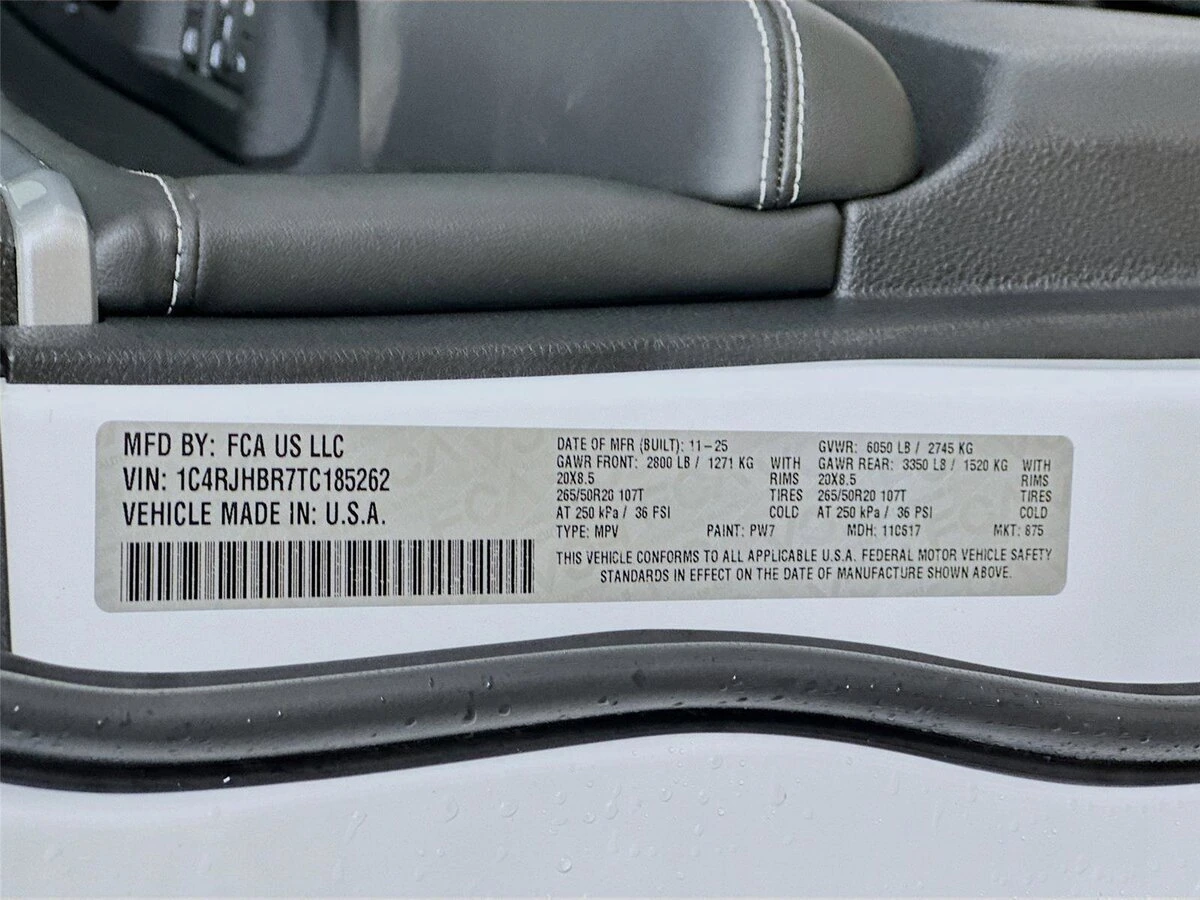 MFD BY: FCA US LLC
VIN: 1C4RJHBR7TC185262
VEHICLE MADE IN: U.S.A.
DATE OF MFR (BUILT): 11-25 GVWR: 6050 LB / 2745 KG
GAWR FRONT: 2800 LB / 1271 KG WITH GAWR REAR: 3350 LB / 1520 KG WITH
20X8.5 RIMS 20X8.5 RIMS
265/50R20 107T TIRES 265/50R20 107T TIRES
AT 250 kPa / 36 PSI COLD AT 250 kPa / 36 PSI COLD
TYPE: MPV PAINT: PW7 MDH: MKT:
THIS VEHICLE CONFORMS TO ALL APPLICABLE U.S.A. FEDERAL MOTOR VEHICLE SAFETY
STANDARDS IN EFFECT ON THE DATE OF MANUFACTURE SHOWN ABOVE.